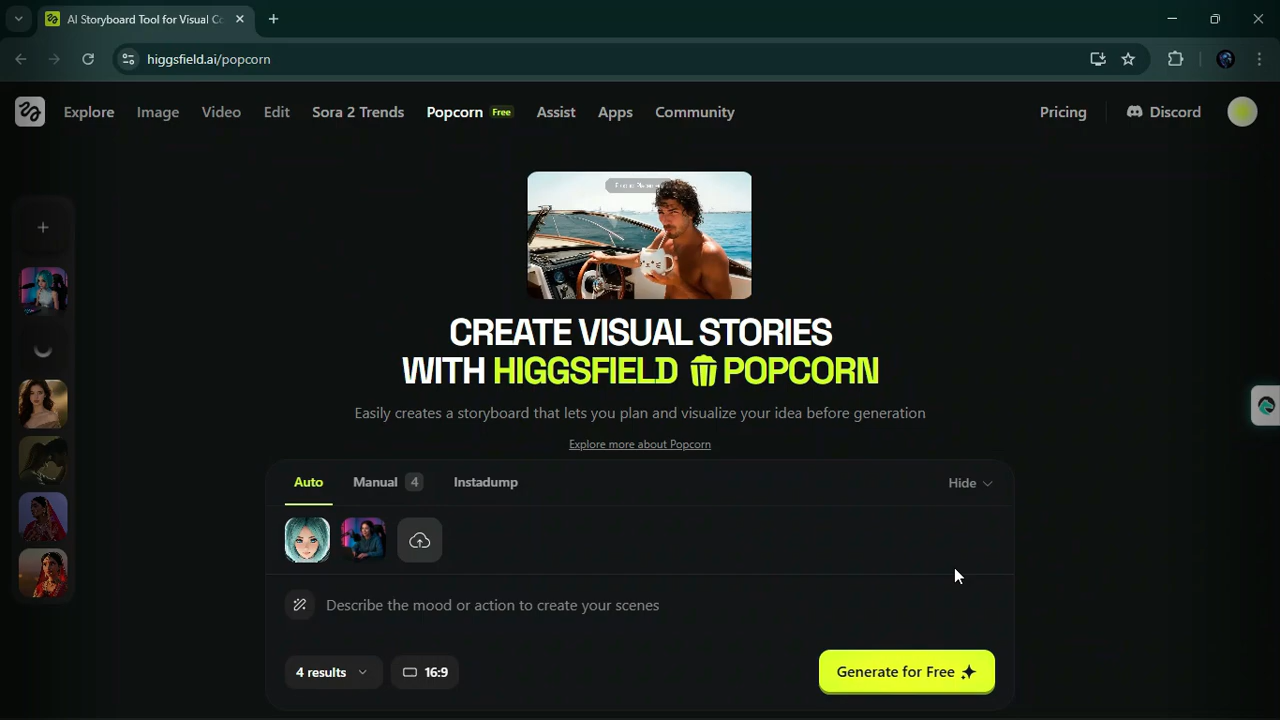 AI Storyboard Tool for Visual Co
higgsfield.ai/popcorn
Explore
Image
Video
Edit
Sora 2 Trends
Popcorn Free
Assist
Apps
Community
Pricing
Discord
CREATE VISUAL STORIES
WITH HIGGSFIELD POPCORN
Easily creates a storyboard that lets you plan and visualize your idea before generation
Explore more about Popcorn
Auto
Manual 4
Instadump
Hide
Describe the mood or action to create your scenes
4 results
16:9
Generate for Free